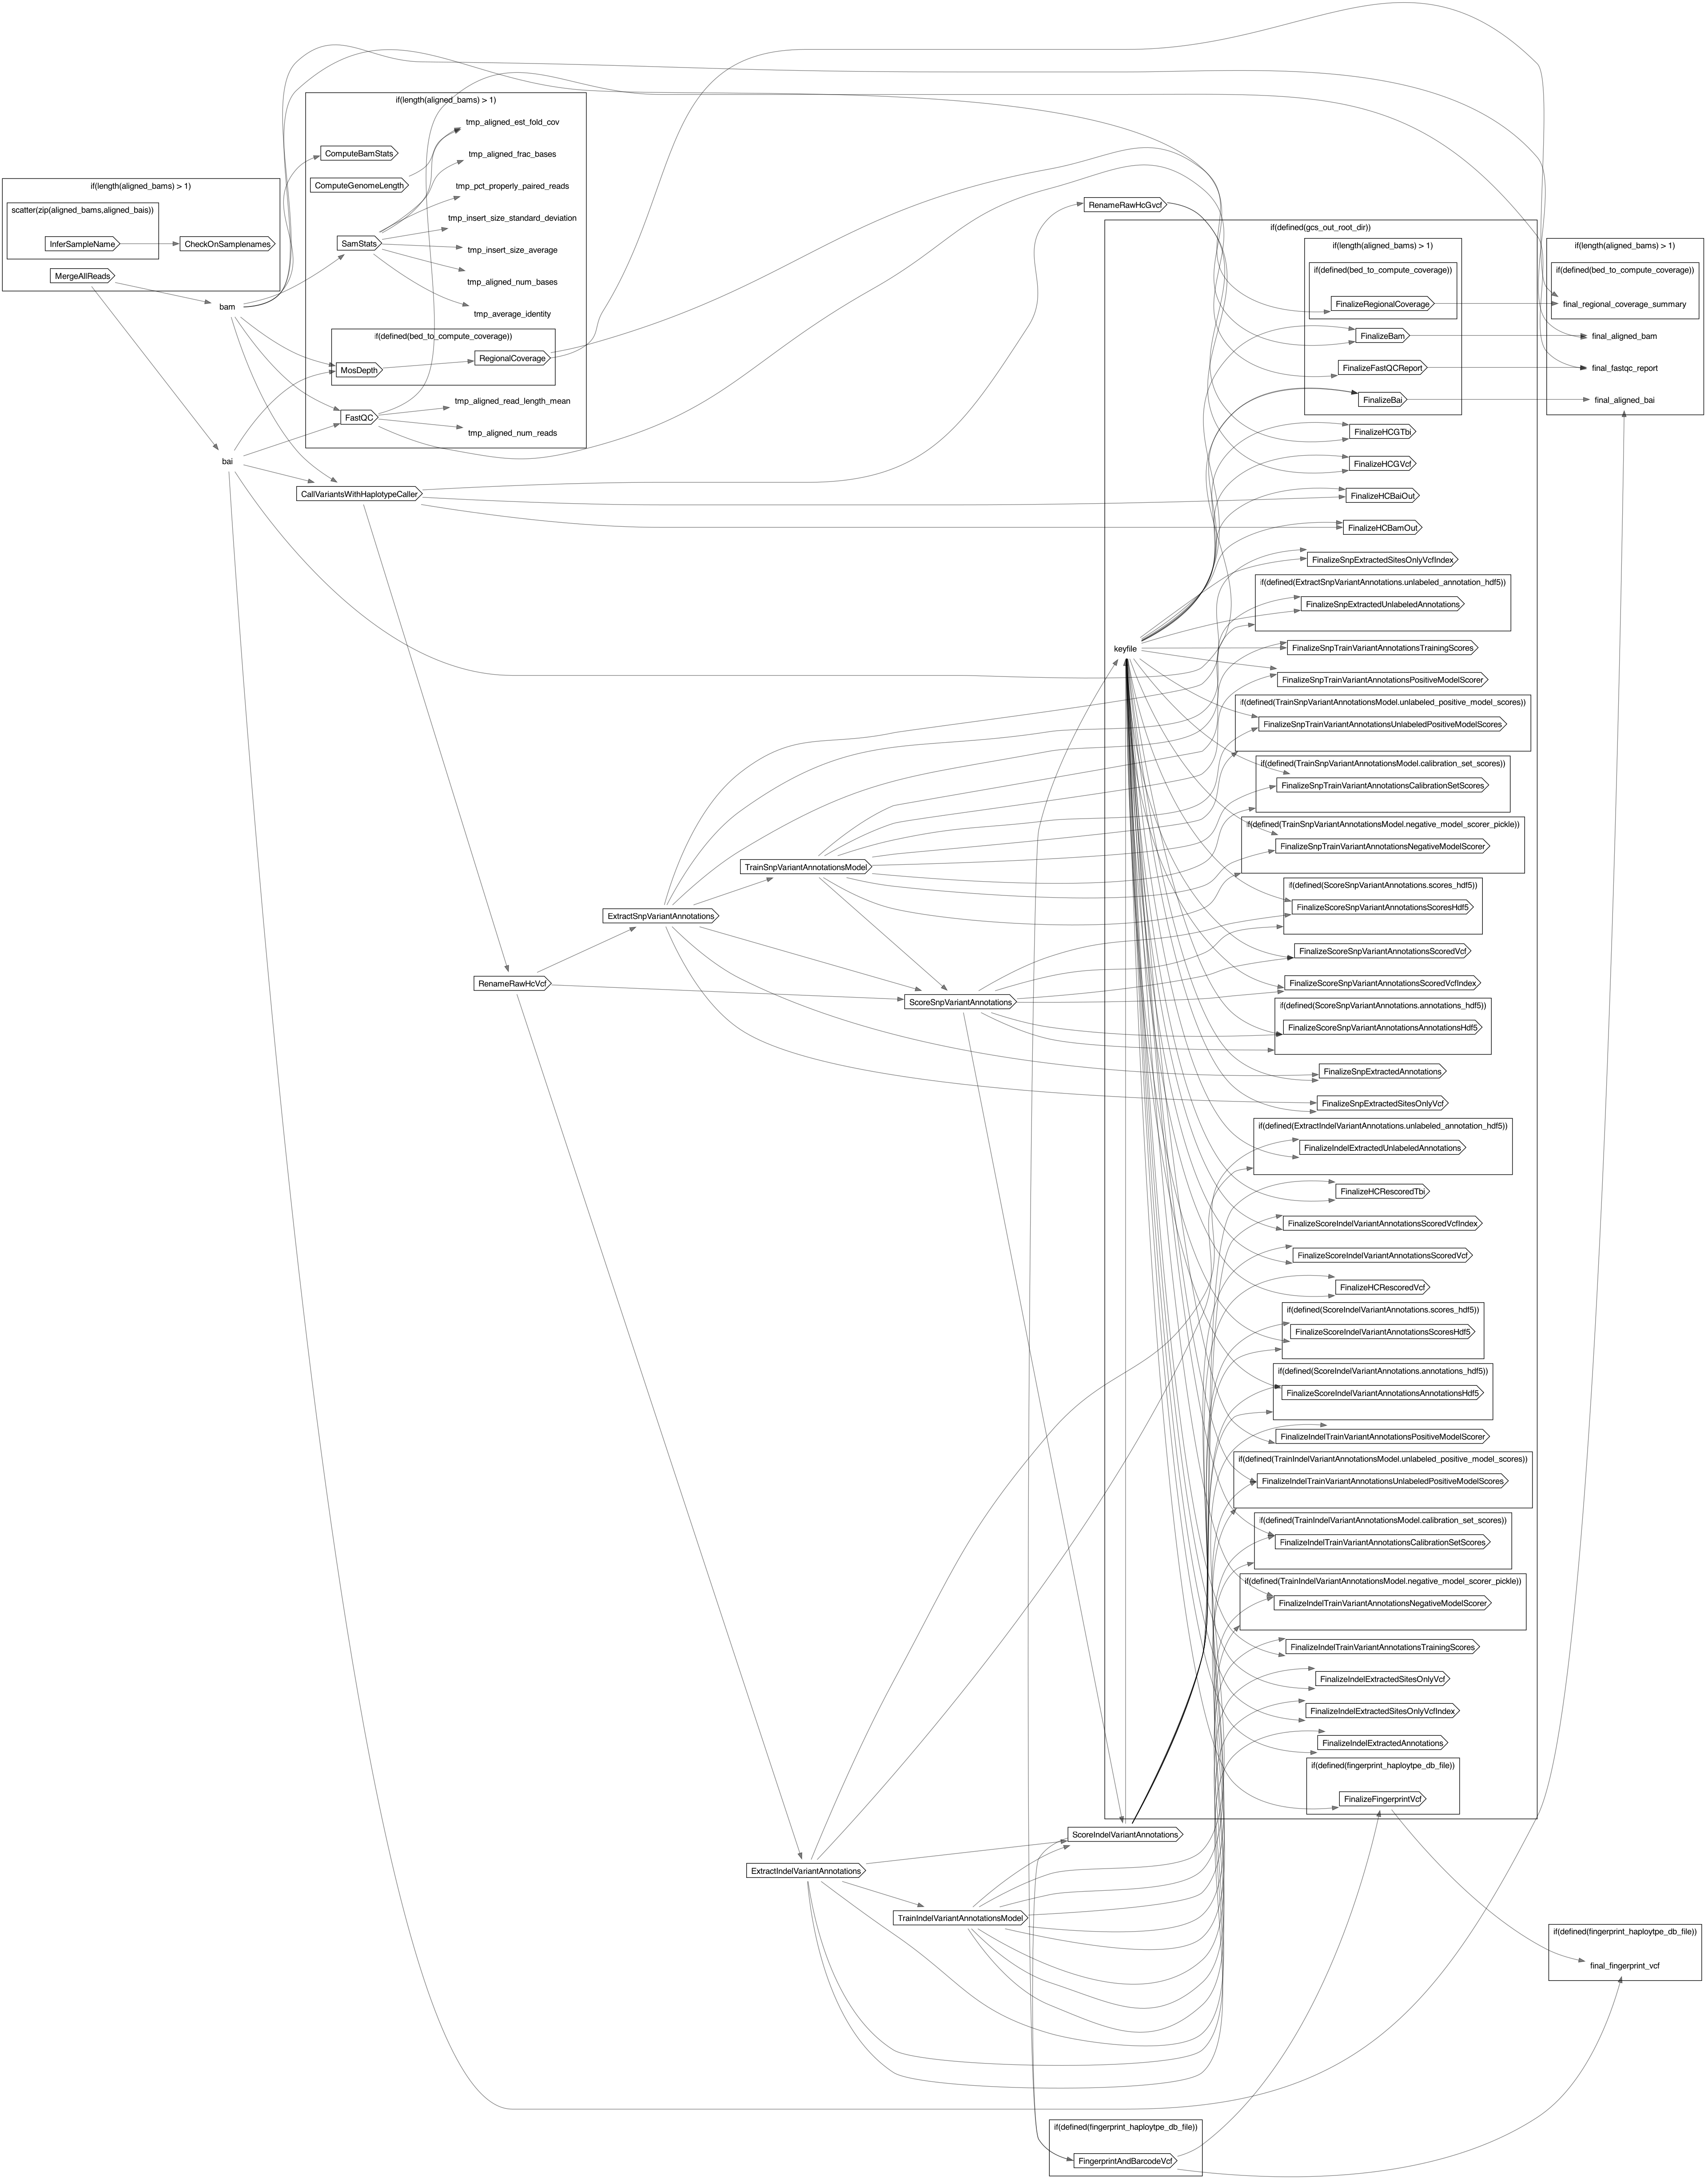 if(length(aligned_bams) > 1)
scatter(zip(aligned_bams,aligned_bais))
InferSampleName
CheckOnSamplenames
MergeAllReads
bam
bai
if(length(aligned_bams) > 1)
tmp_aligned_est_fold_cov
ComputeBamStats
tmp_aligned_frac_bases
ComputeGenomeLength
tmp_pct_properly_paired_reads
tmp_insert_size_standard_deviation
SamStats
tmp_insert_size_average
tmp_aligned_num_bases
tmp_average_identity
if(defined(bed_to_compute_coverage))
RegionalCoverage
MosDepth
tmp_aligned_read_length_mean
FastQC
tmp_aligned_num_reads
CallVariantsWithHaplotypeCaller
RenameRawHcGvcf
TrainSnpVariantAnnotationsModel
ExtractSnpVariantAnnotations
RenameRawHcVcf
ScoreSnpVariantAnnotations
if(defined(gcs_out_root_dir))
if(length(aligned_bams) > 1)
if(defined(bed_to_compute_coverage))
FinalizeRegionalCoverage
FinalizeBam
FinalizeFastQCReport
FinalizeBai
FinalizeHCGTbi
FinalizeHCGVcf
FinalizeHCBaiOut
FinalizeHCBamOut
FinalizeSnpExtractedSitesOnlyVcfIndex
if(defined(ExtractSnpVariantAnnotations.unlabeled_annotation_hdf5))
FinalizeSnpExtractedUnlabeledAnnotations
keyfile
FinalizeSnpTrainVariantAnnotationsTrainingScores
FinalizeSnpTrainVariantAnnotationsPositiveModelScorer
if(defined(TrainSnpVariantAnnotationsModel.unlabeled_positive_model_scores))
FinalizeSnpTrainVariantAnnotationsUnlabeledPositiveModelScores
if(defined(TrainSnpVariantAnnotationsModel.calibration_set_scores))
FinalizeSnpTrainVariantAnnotationsCalibrationSetScores
if(defined(TrainSnpVariantAnnotationsModel.negative_model_scorer_pickle))
FinalizeSnpTrainVariantAnnotationsNegativeModelScorer
if(defined(ScoreSnpVariantAnnotations.scores_hdf5))
FinalizeScoreSnpVariantAnnotationsScoresHdf5
FinalizeScoreSnpVariantAnnotationsScoredVcf
FinalizeScoreSnpVariantAnnotationsScoredVcfIndex
if(defined(ScoreSnpVariantAnnotations.annotations_hdf5))
FinalizeScoreSnpVariantAnnotationsAnnotationsHdf5
FinalizeSnpExtractedAnnotations
FinalizeSnpExtractedSitesOnlyVcf
if(defined(ExtractIndelVariantAnnotations.unlabeled_annotation_hdf5))
FinalizeIndelExtractedUnlabeledAnnotations
FinalizeHCRescoredTbi
FinalizeScoreIndelVariantAnnotationsScoredVcfIndex
FinalizeScoreIndelVariantAnnotationsScoredVcf
FinalizeHCRescoredVcf
if(defined(ScoreIndelVariantAnnotations.scores_hdf5))
FinalizeScoreIndelVariantAnnotationsScoresHdf5
if(defined(ScoreIndelVariantAnnotations.annotations_hdf5))
FinalizeScoreIndelVariantAnnotationsAnnotationsHdf5
FinalizeIndelTrainVariantAnnotationsPositiveModelScorer
if(defined(TrainIndelVariantAnnotationsModel.unlabeled_positive_model_scores))
FinalizeIndelTrainVariantAnnotationsUnlabeledPositiveModelScores
if(defined(TrainIndelVariantAnnotationsModel.calibration_set_scores))
FinalizeIndelTrainVariantAnnotationsCalibrationSetScores
if(defined(TrainIndelVariantAnnotationsModel.negative_model_scorer_pickle))
FinalizeIndelTrainVariantAnnotationsNegativeModelScorer
FinalizeIndelTrainVariantAnnotationsTrainingScores
FinalizeIndelExtractedSitesOnlyVcf
FinalizeIndelExtractedSitesOnlyVcfIndex
FinalizeIndelExtractedAnnotations
if(defined(fingerprint_haploytpe_db_file))
FinalizeFingerprintVcf
ScoreIndelVariantAnnotations
ExtractIndelVariantAnnotations
TrainIndelVariantAnnotationsModel
if(defined(fingerprint_haploytpe_db_file))
FingerprintAndBarcodeVcf
if(length(aligned_bams) > 1)
if(defined(bed_to_compute_coverage))
final_regional_coverage_summary
final_aligned_bam
final_fastqc_report
final_aligned_bai
if(defined(fingerprint_haploytpe_db_file))
final_fingerprint_vcf